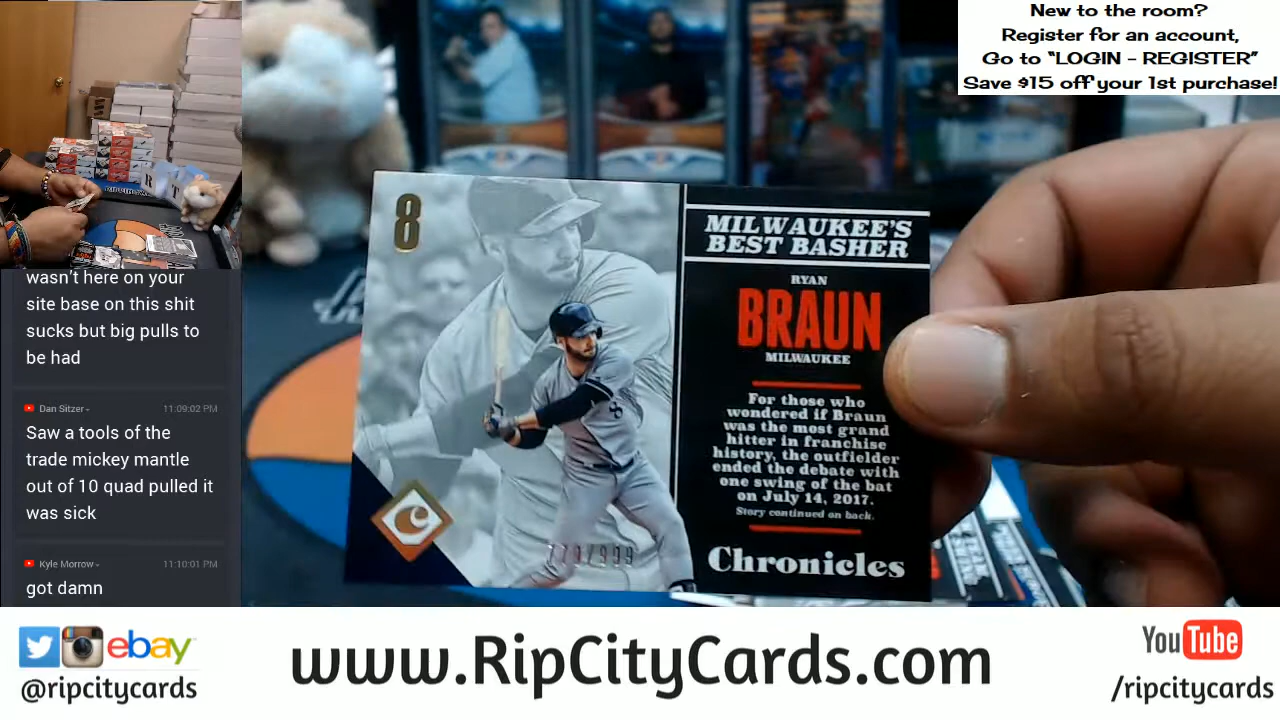 New to the room?
Register for an account,
Go to “LOGIN - REGISTER”
Save $15 off your 1st purchase!
wasn't here on your
site base on this shit
sucks but big pulls to
be had
Dan Sitzer
11:09:02 PM
Saw a tools of the
trade mickey mantle
out of 10 quad pulled it
was sick
Kyle Morrow
11:10:01 PM
got damn
8
MILWAUKEE'S
BEST BASHER
RYAN
BRAUN
MILWAUKEE
For those who
wondered if Braun
was the most grand
hitter in franchise
history, the outfielder
ended the debate with
one swing of the bat
on July 14, 2017.
Story continued on back.
Chronicles
C
ebay
@ripcitycards
www.RipCityCards.com
YouTube
/ripcitycards